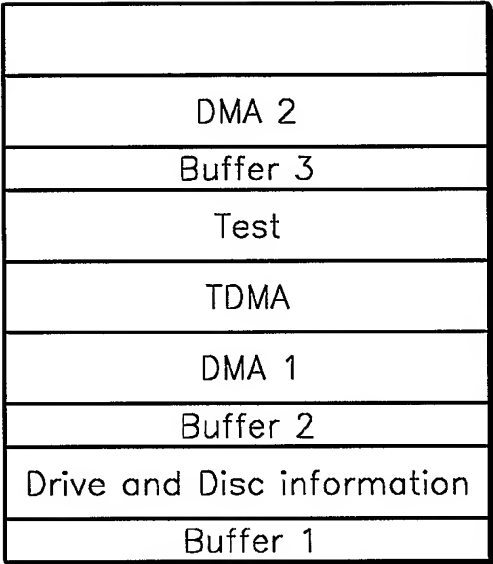 DMA 2
Buffer 3
Test
TDMA
DMA 1
Buffer 2
Drive and Disc information
Buffer 1